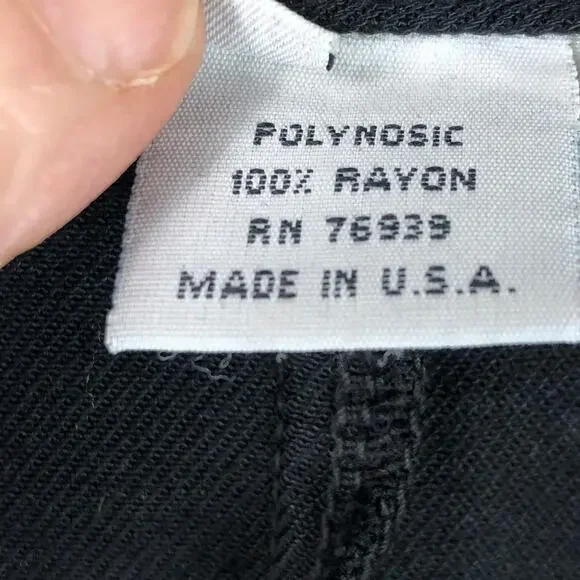 POLYNOSIC
100% RAYON
RN 76939
MADE IN U.S.A.